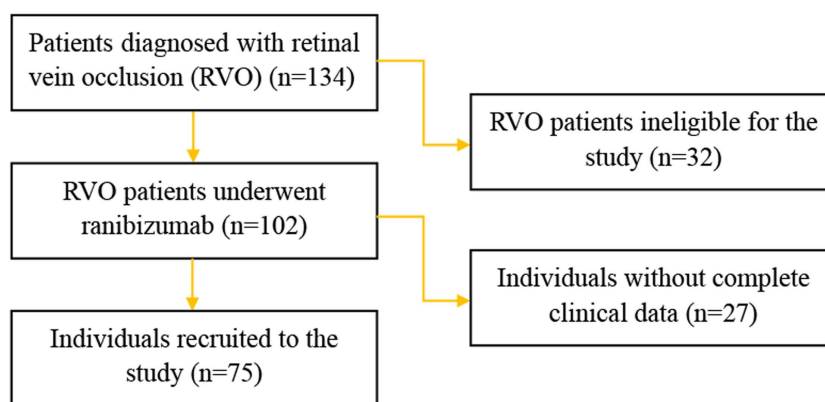 Patients diagnosed with retinal
vein occlusion (RVO) (n=134)
RVO patients ineligible for the
study (n=32)
RVO patients underwent
ranibizumab (n=102)
Individuals without complete
clinical data (n=27)
Individuals recruited to the
study (n=75)